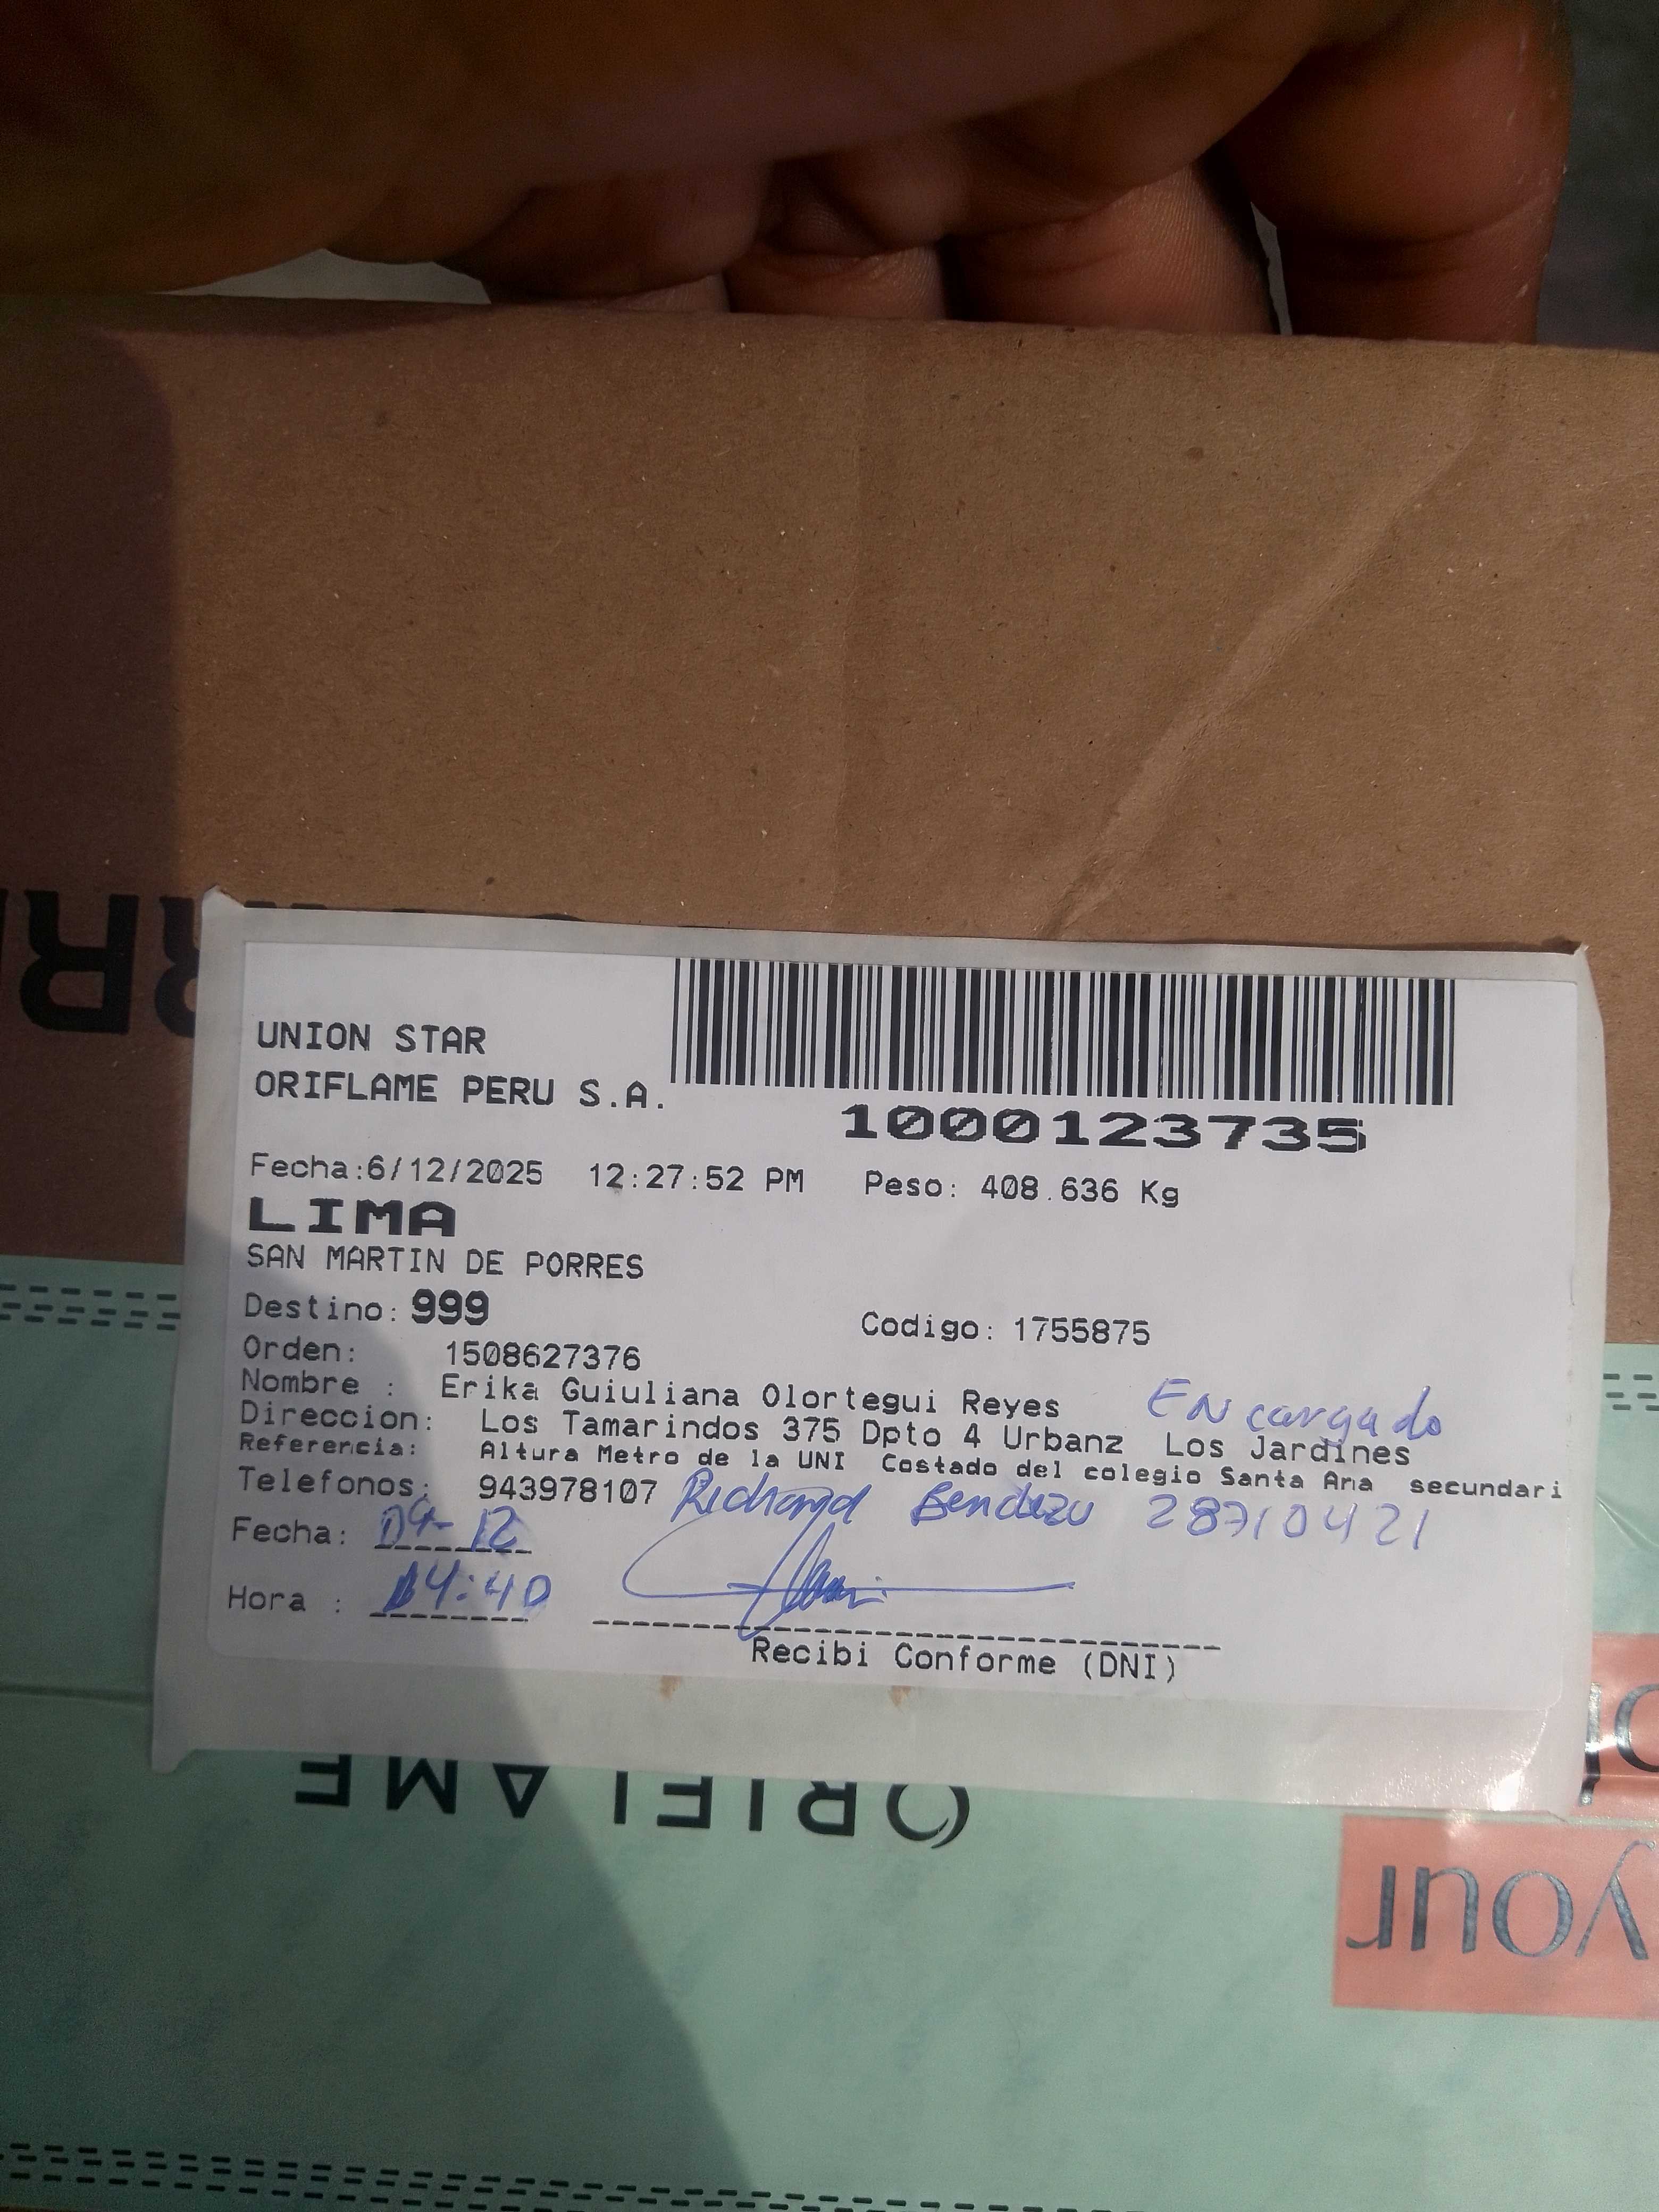 UNION STAR
ORIFLAME PERU S.A.
1000123735
Fecha:6/12/2025 12:27:52 PM Peso: 408.636 Kg
LIMA
SAN MARTIN DE PORRES
Destino: 999 Codigo: 1755875
Orden: 1508627376
Nombre : Erika Guiuliana Olortegui Reyes Encargado
Direccion: Los Tamarindos 375 Dpto 4 Urbanz Los Jardines
Referencia: Altura Metro de la UNI Costado del colegio Santa Ana secundari
Telefonos: 943978107 Richard Bendezu 28710421
Fecha: 09-12
Hora : 14:40
Recibi Conforme (DNI)
ORIFLAME
your